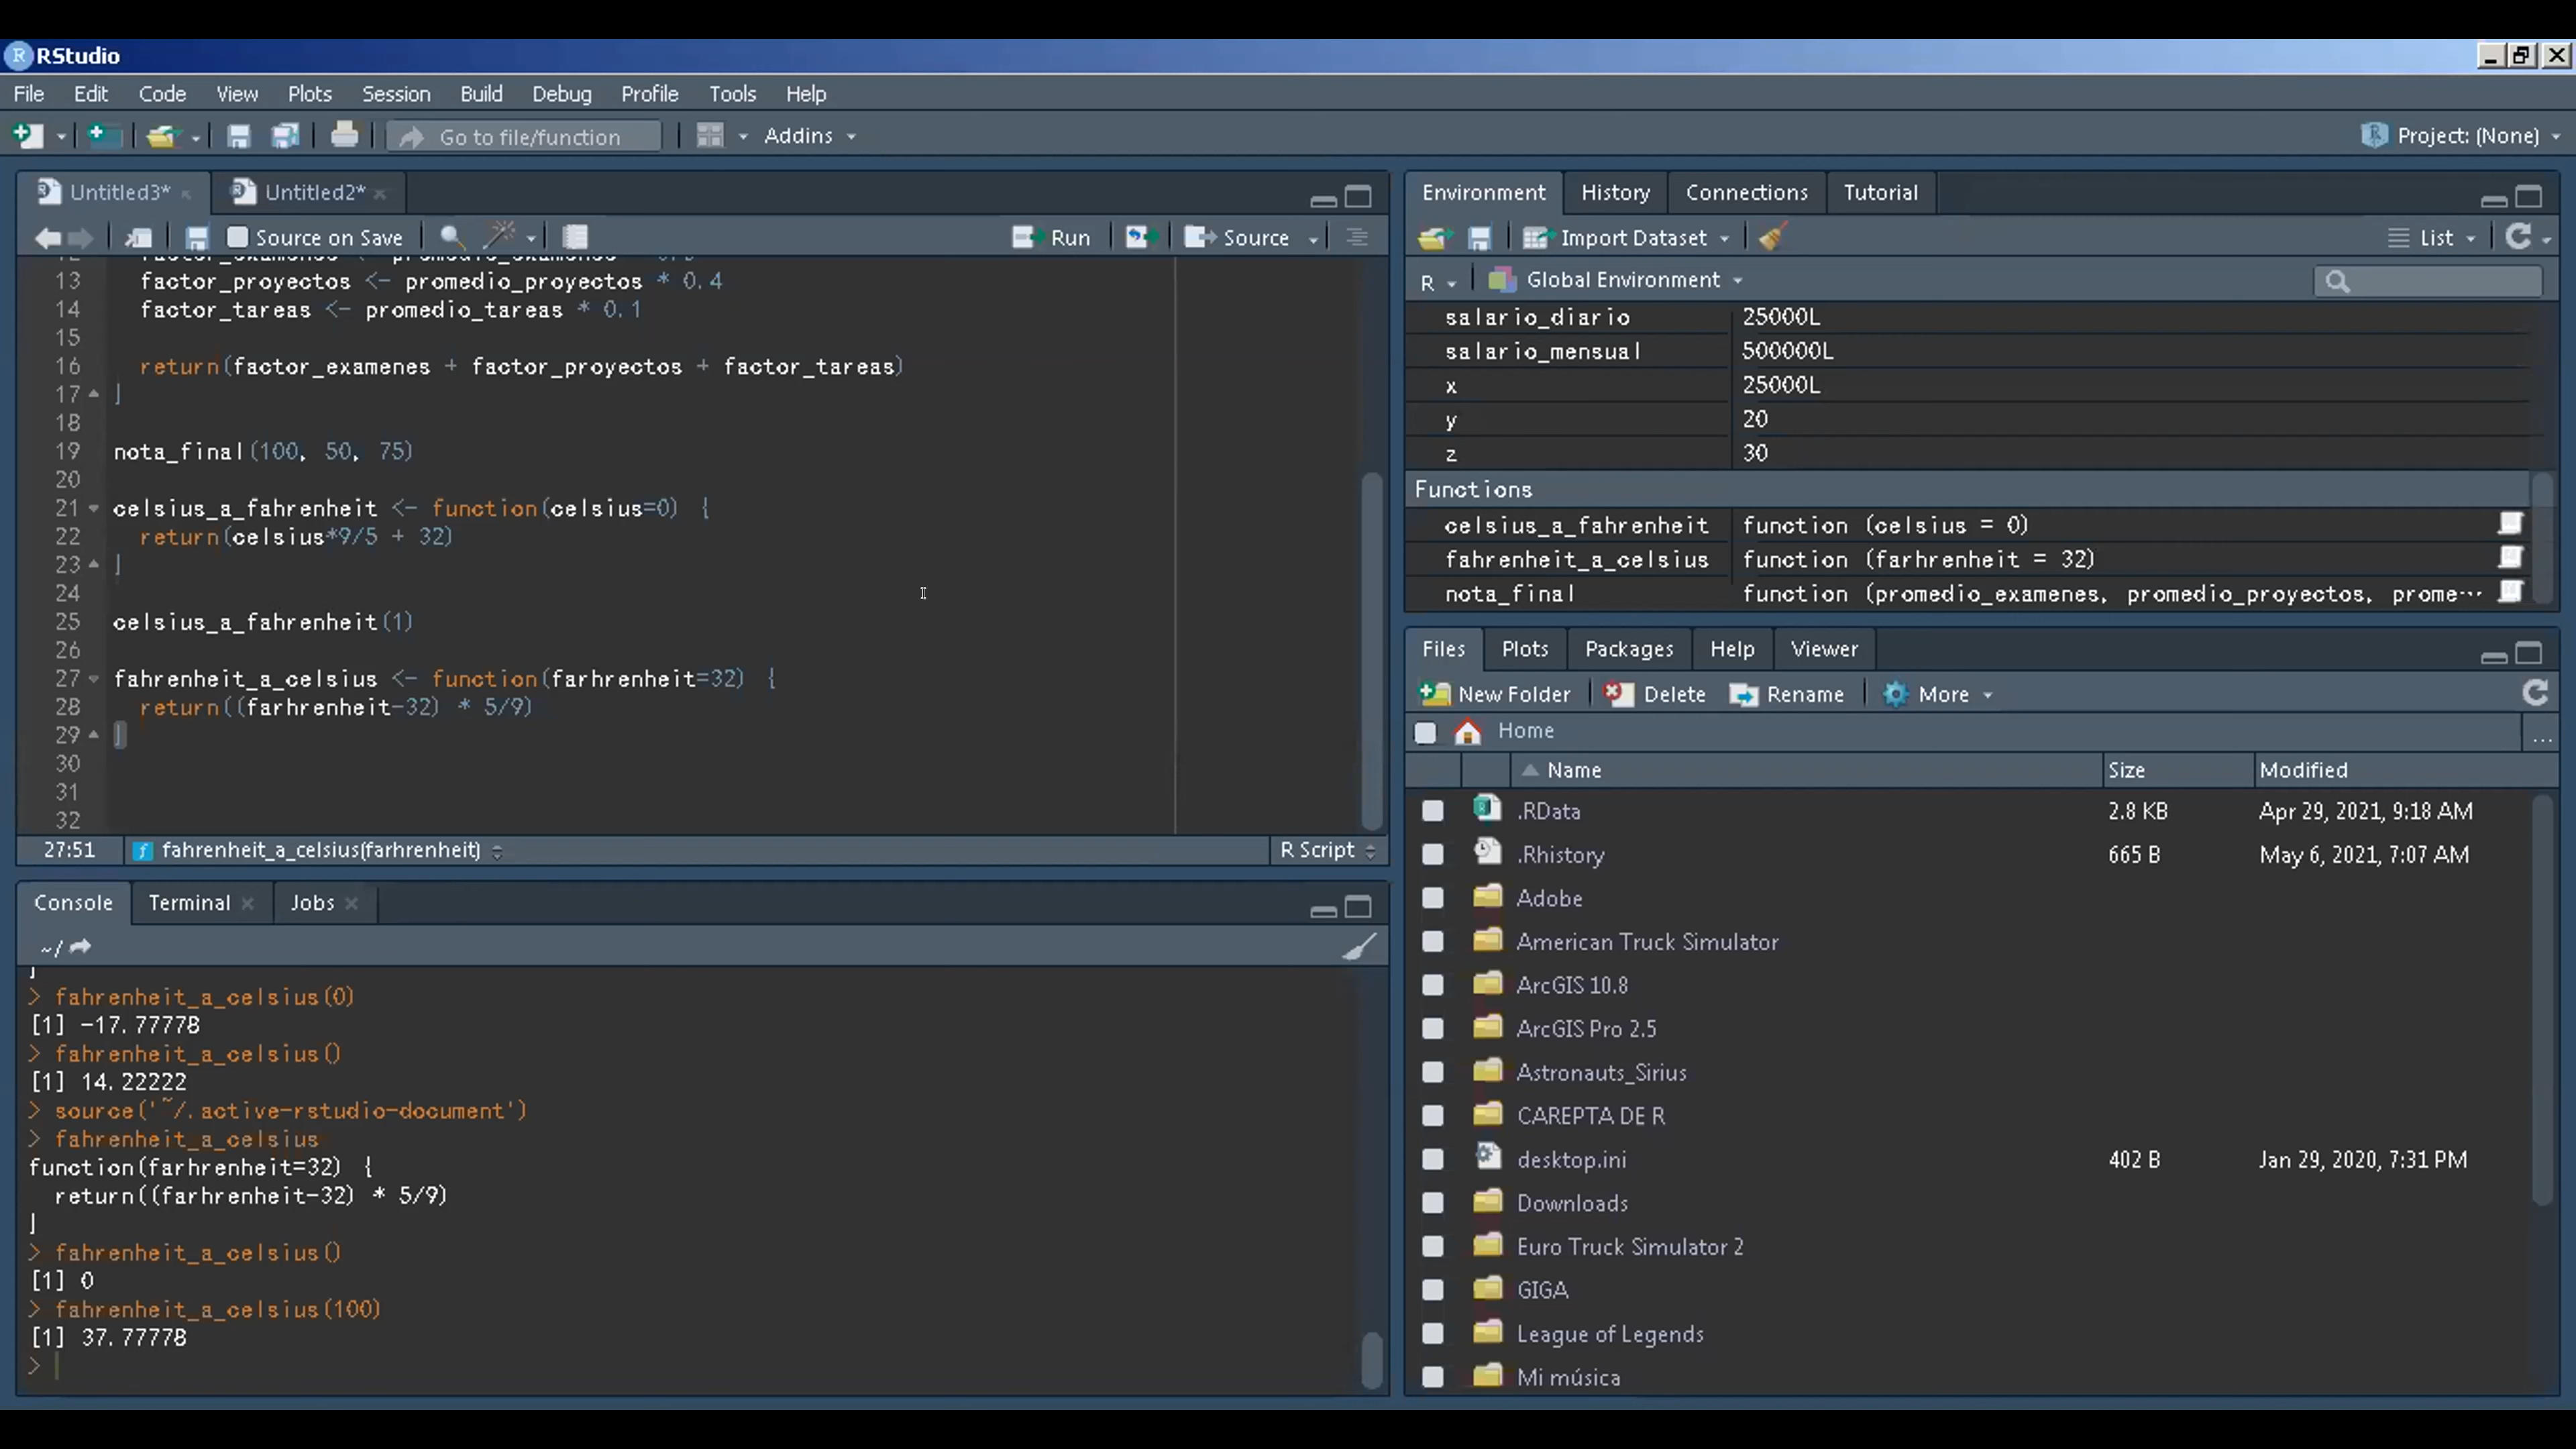 RStudio
File Edit Code View Plots Session Build Debug Profile Tools Help
Go to file/function Addins Project: (None)
Untitled3* Untitled2*
Source on Save Run Source
13 factor_proyectos <- promedio_proyectos * 0.4
14 factor_tareas <- promedio_tareas * 0.1
15
16 return(factor_examenes + factor_proyectos + factor_tareas)
17 }
18
19 nota_final(100, 50, 75)
20
21 celsius_a_fahrenheit <- function(celsius=0) {
22 return(celsius*9/5 + 32)
23 }
24
25 celsius_a_fahrenheit(1)
26
27 fahrenheit_a_celsius <- function(farhrenheit=32) {
28 return((farhrenheit-32) * 5/9)
29 }
30
31
32
27:51 fahrenheit_a_celsius(farhrenheit) R Script
Console Terminal Jobs
~/
}
> fahrenheit_a_celsius(0)
[1] -17.77778
> fahrenheit_a_celsius()
[1] 14.22222
> source('~/.active-rstudio-document')
> fahrenheit_a_celsius
function(farhrenheit=32) {
return((farhrenheit-32) * 5/9)
}
> fahrenheit_a_celsius()
[1] 0
> fahrenheit_a_celsius(100)
[1] 37.77778
>
Environment History Connections Tutorial
Import Dataset List
R Global Environment
salario_diario 25000L
salario_mensual 500000L
x 25000L
y 20
z 30
Functions
celsius_a_fahrenheit function (celsius = 0)
fahrenheit_a_celsius function (farhrenheit = 32)
nota_final function (promedio_examenes, promedio_proyectos, prome…
Files Plots Packages Help Viewer
New Folder Delete Rename More
Home ...
Name Size Modified
.RData 2.8 KB Apr 29, 2021, 9:18 AM
.Rhistory 665 B May 6, 2021, 7:07 AM
Adobe
American Truck Simulator
ArcGIS 10.8
ArcGIS Pro 2.5
Astronauts_Sirius
CAREPTA DE R
desktop.ini 402 B Jan 29, 2020, 7:31 PM
Downloads
Euro Truck Simulator 2
GIGA
League of Legends
Mi música